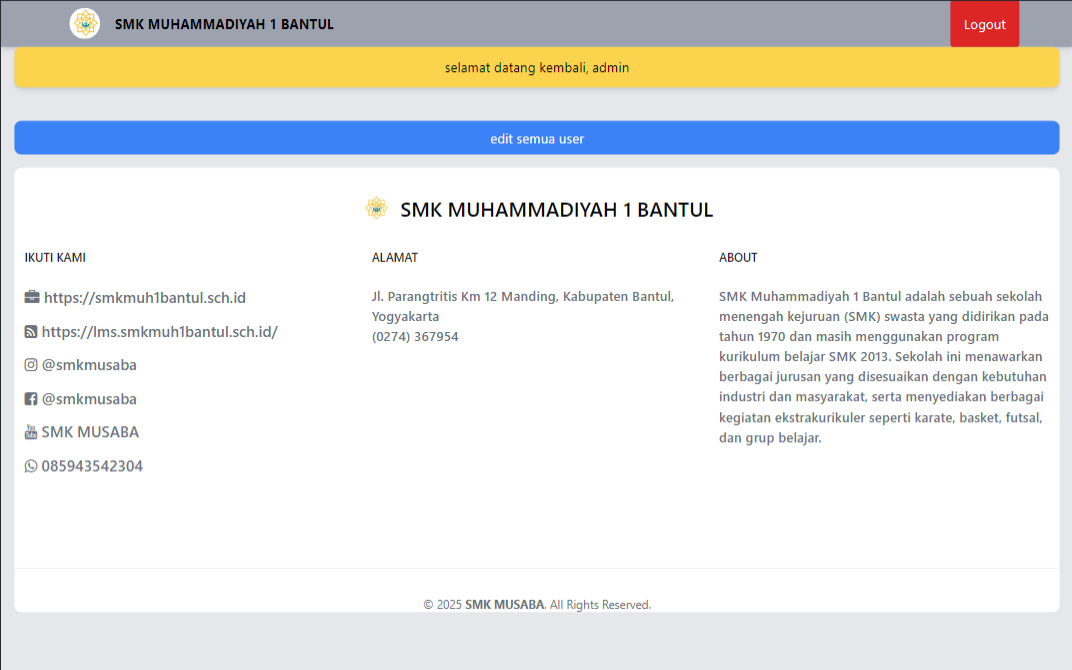 SMK MUHAMMADIYAH 1 BANTUL
Logout
selamat datang kembali, admin
edit semua user
SMK MUHAMMADIYAH 1 BANTUL
IKUTI KAMI
https://smkmuh1bantul.sch.id
https://lms.smkmuh1bantul.sch.id/
@smkmusaba
@smkmusaba
SMK MUSABA
085943542304
ALAMAT
Jl. Parangtritis Km 12 Manding, Kabupaten Bantul,
Yogyakarta
(0274) 367954
ABOUT
SMK Muhammadiyah 1 Bantul adalah sebuah sekolah
menengah kejuruan (SMK) swasta yang didirikan pada
tahun 1970 dan masih menggunakan program
kurikulum belajar SMK 2013. Sekolah ini menawarkan
berbagai jurusan yang disesuaikan dengan kebutuhan
industri dan masyarakat, serta menyediakan berbagai
kegiatan ekstrakurikuler seperti karate, basket, futsal,
dan grup belajar.
© 2025 SMK MUSABA. All Rights Reserved.